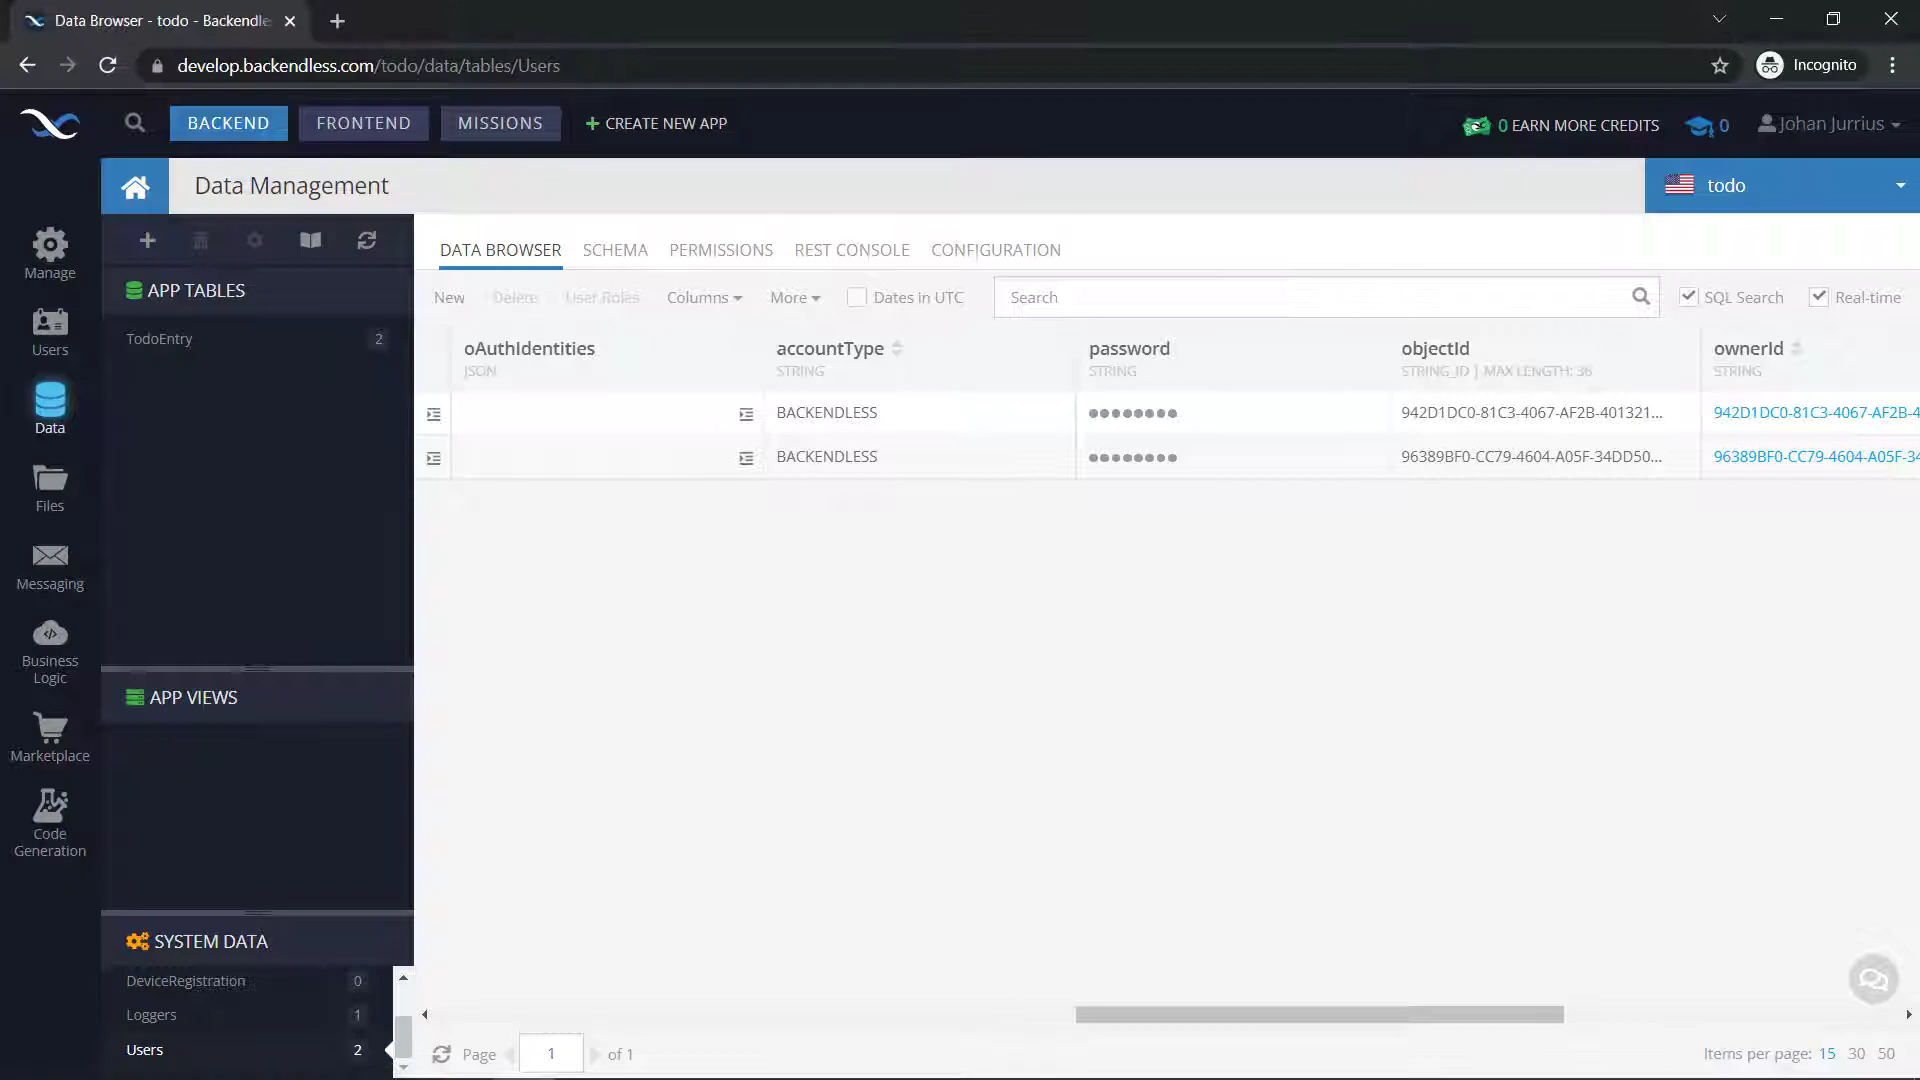 Data Browser - todo - Backendle
develop.backendless.com/todo/data/tables/Users
Incognito
BACKEND
FRONTEND
MISSIONS
CREATE NEW APP
0 EARN MORE CREDITS
0
Johan Jurrius
Data Management
todo
Manage
Users
Data
Files
Messaging
Business
Logic
Marketplace
Code
Generation
APP TABLES
TodoEntry 2
APP VIEWS
SYSTEM DATA
DeviceRegistration 0
Loggers 1
Users 2
DATA BROWSER SCHEMA PERMISSIONS REST CONSOLE CONFIGURATION
New Delete User Roles Columns More Dates in UTC Search SQL Search Real-time
oAuthIdentities accountType password objectId ownerId
JSON STRING STRING STRING_ID | MAX LENGTH: 36 STRING
BACKENDLESS ●●●●●●●● 942D1DC0-81C3-4067-AF2B-401321... 942D1DC0-81C3-4067-AF2B-4
BACKENDLESS ●●●●●●●● 96389BF0-CC79-4604-A05F-34DD50... 96389BF0-CC79-4604-A05F-34
Page 1 of 1
Items per page: 15 30 50